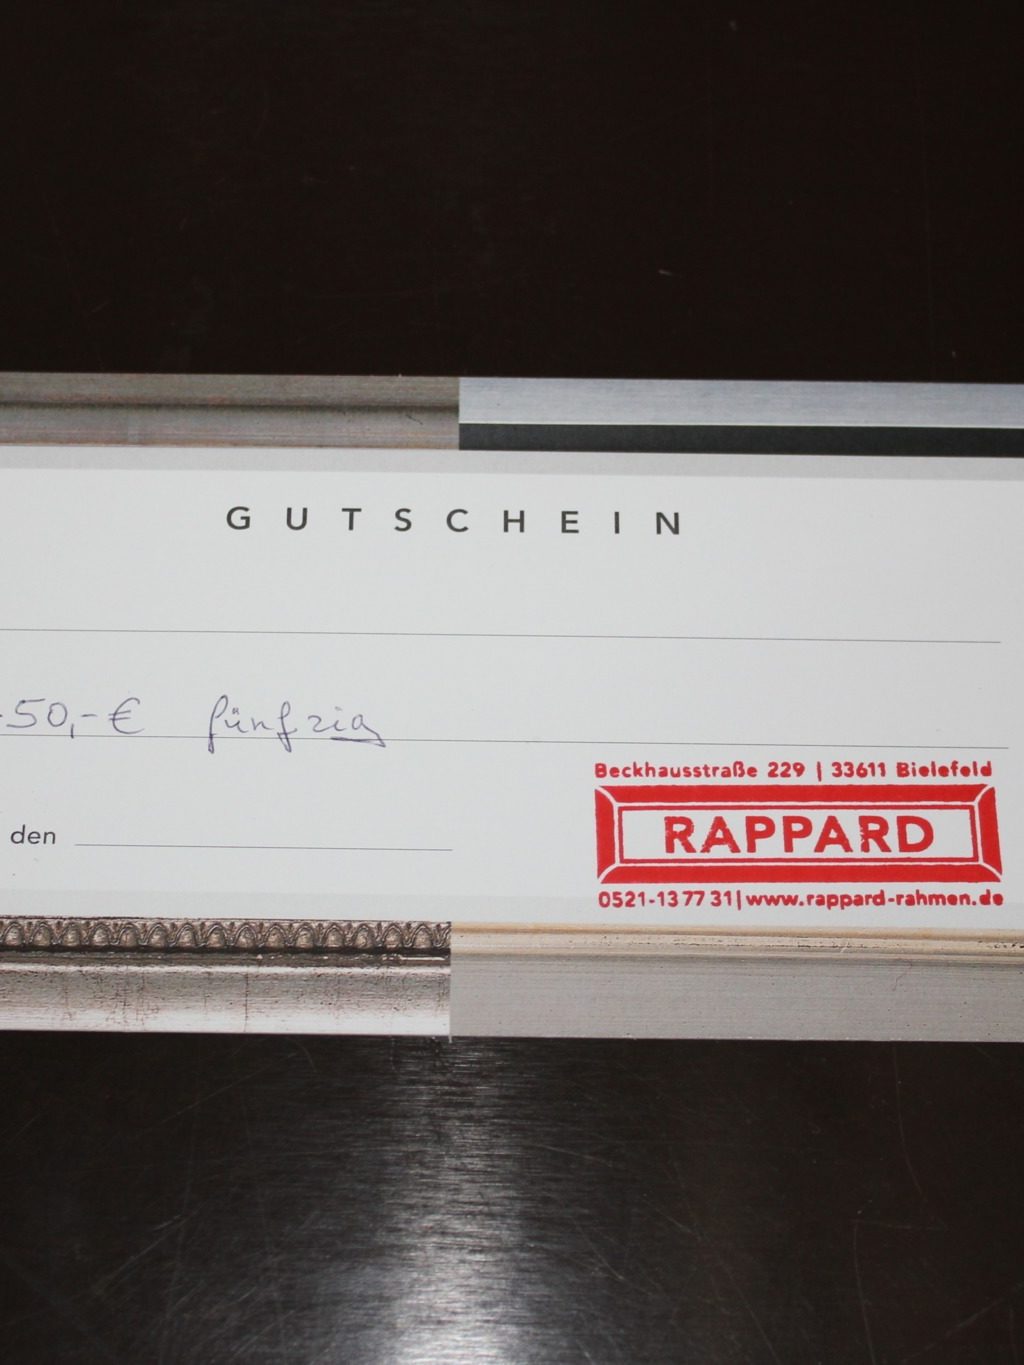 GUTSCHEIN
-50,-€ fünfzig
den
Beckhausstraße 229 | 33611 Bielefeld
RAPPARD
0521-13 77 31 | www.rappard-rahmen.de